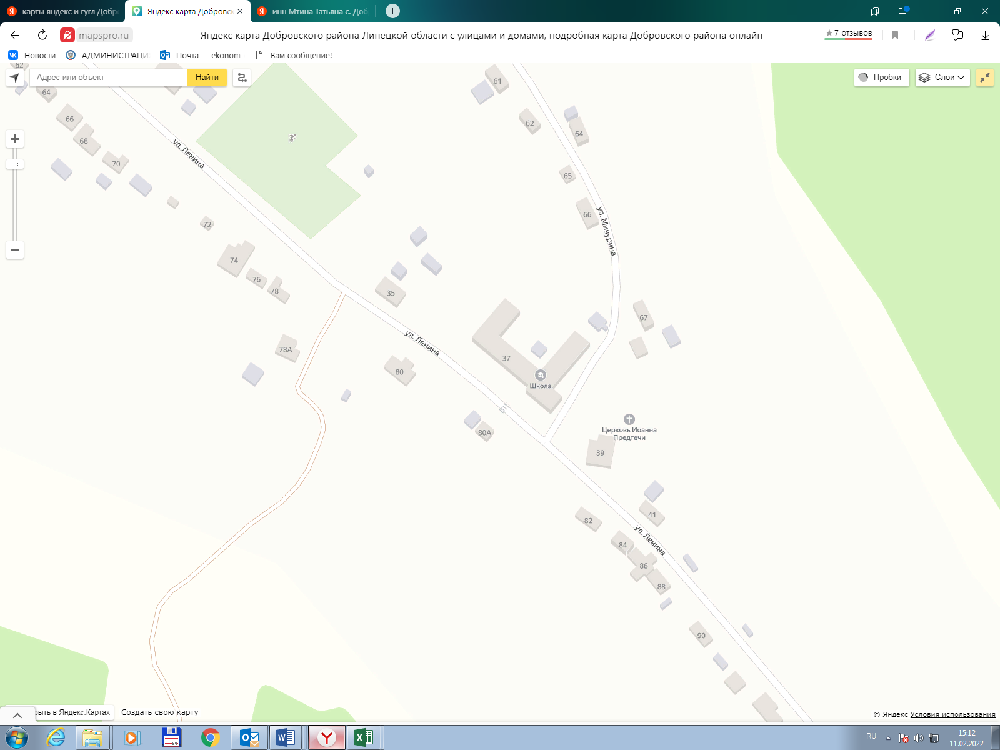 карты яндекс и гугл Добро
Яндекс карта Добровск
инн Мтина Татьяна с. Доб
mapspro.ru
Яндекс карта Добровского района Липецкой области с улицами и домами, подробная карта Добровского района онлайн
★7 отзывов
Новости
АДМИНИСТРАЦИ
Почта — ekonom_
Вам сообщение!
Адрес или объект
Найти
Пробки
Слои
62
64
66
68
70
72
74
76
78
78А
80
80А
82
84
86
88
90
35
37
39
41
61
62
64
65
66
67
ул. Ленина
ул. Ленина
ул. Ленина
ул. Мичурина
Школа
Церковь Иоанна
Предтечи
рыть в Яндекс.Картах
Создать свою карту
© Яндекс Условия использования
RU
15:12
11.02.2022